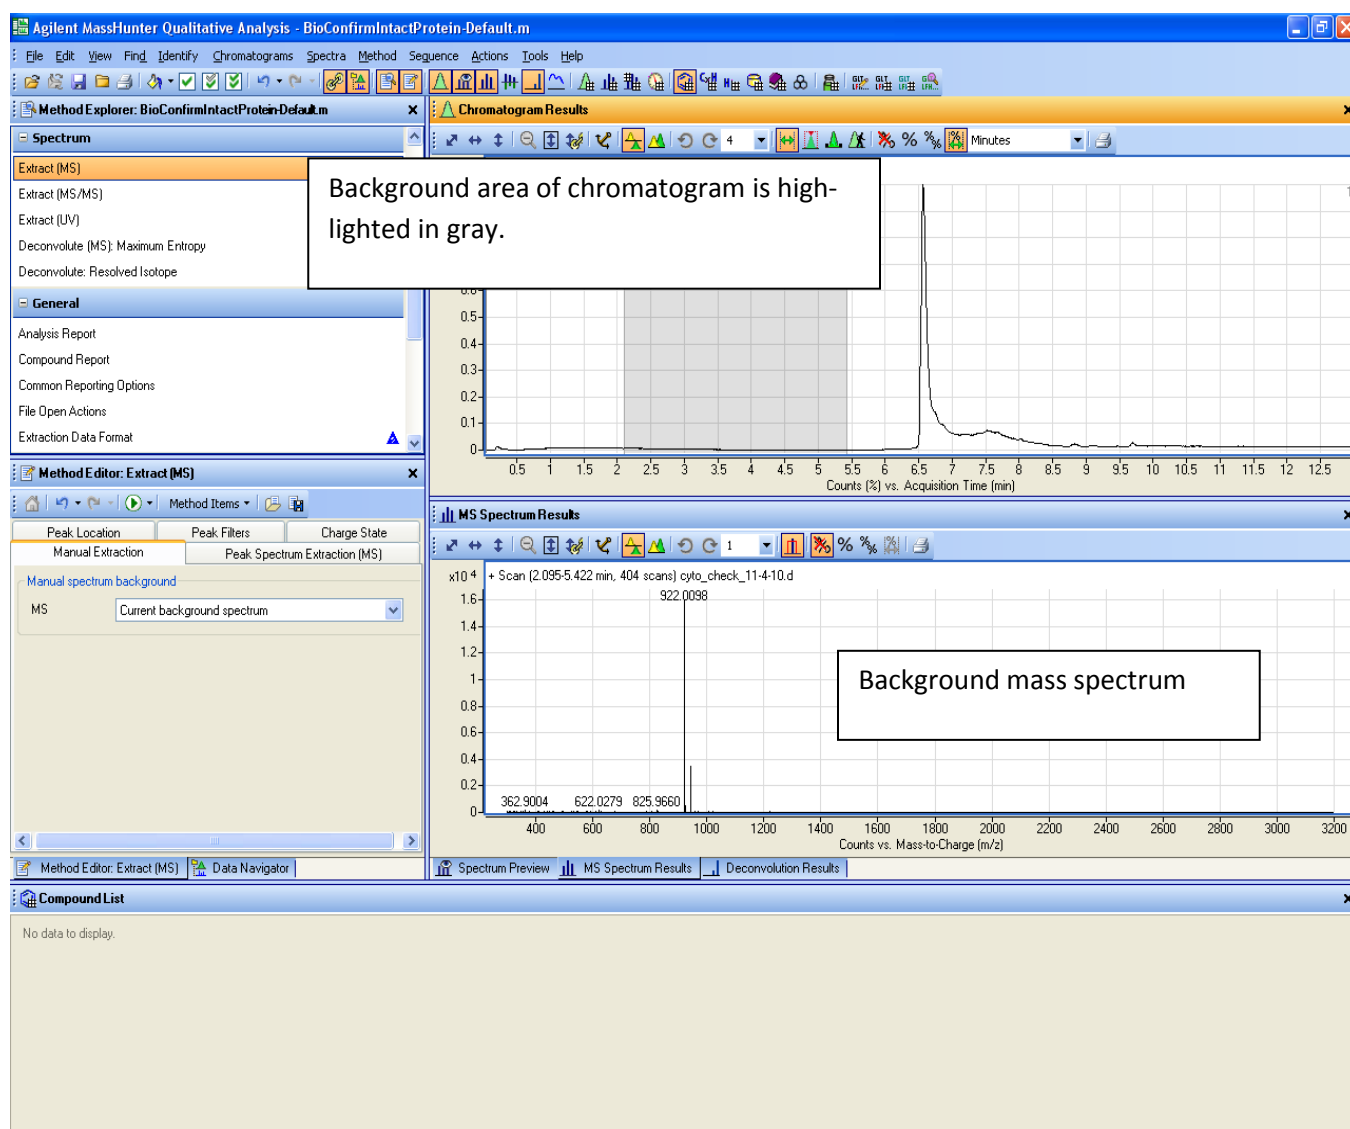 Agilent MassHunter Qualitative Analysis - BioConfirmIntactProtein-Default.m
File Edit View Find Identify Chromatograms Spectra Method Sequence Actions Tools Help
Method Explorer: BioConfirmIntactProtein-Default.m
Spectrum
Extract (MS)
Extract (MS/MS)
Extract (UV)
Deconvolute (MS): Maximum Entropy
Deconvolute: Resolved Isotope
General
Analysis Report
Compound Report
Common Reporting Options
File Open Actions
Extraction Data Format
Chromatogram Results
4 % Minutes
Background area of chromatogram is high-
lighted in gray.
0.5
0.4
0.3
0.2
0.1
0
0.5 1 1.5 2 2.5 3 3.5 4 4.5 5 5.5 6 6.5 7 7.5 8 8.5 9 9.5 10 10.5 11 11.5 12 12.5
Counts (%) vs. Acquisition Time (min)
Method Editor: Extract (MS)
Method Items
Peak Location Peak Filters Charge State
Manual Extraction Peak Spectrum Extraction (MS)
Manual spectrum background
MS Current background spectrum
MS Spectrum Results
1 %
x10 4 + Scan (2.095-5.422 min, 404 scans) cyto_check_11-4-10.d
922.0098
1.6
1.4
1.2
1
0.8
0.6
0.4
0.2
0
362.9004 622.0279 825.9660
Background mass spectrum
400 600 800 1000 1200 1400 1600 1800 2000 2200 2400 2600 2800 3000 3200
Counts vs. Mass-to-Charge (m/z)
Method Editor: Extract (MS) Data Navigator
Spectrum Preview MS Spectrum Results Deconvolution Results
Compound List
No data to display.